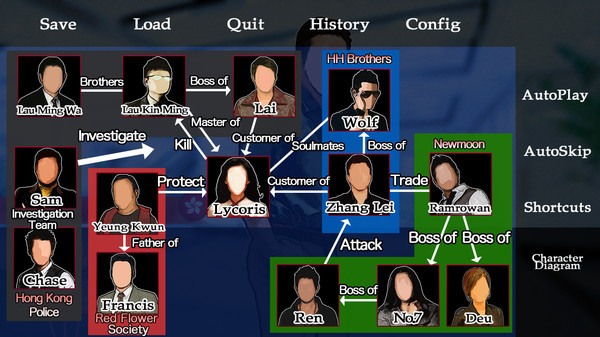 Save Load Quit History Config
HH Brothers
Brothers Boss of
Lau Ming Wa Lau Kin Ming Lai
Wolf
AutoPlay
Master of
Investigate Kill Customer of Soulmates Boss of
Newmoon
AutoSkip
Protect Customer of Trade
Sam Yeung Kwun Lycoris Zhang Lei Ramrowan
Investigation
Team
Shortcuts
Father of Attack Boss of Boss of
Character
Diagram
Chase Francis Boss of
Ren No7 Deu
Hong Kong
Police
Red Flower
Society